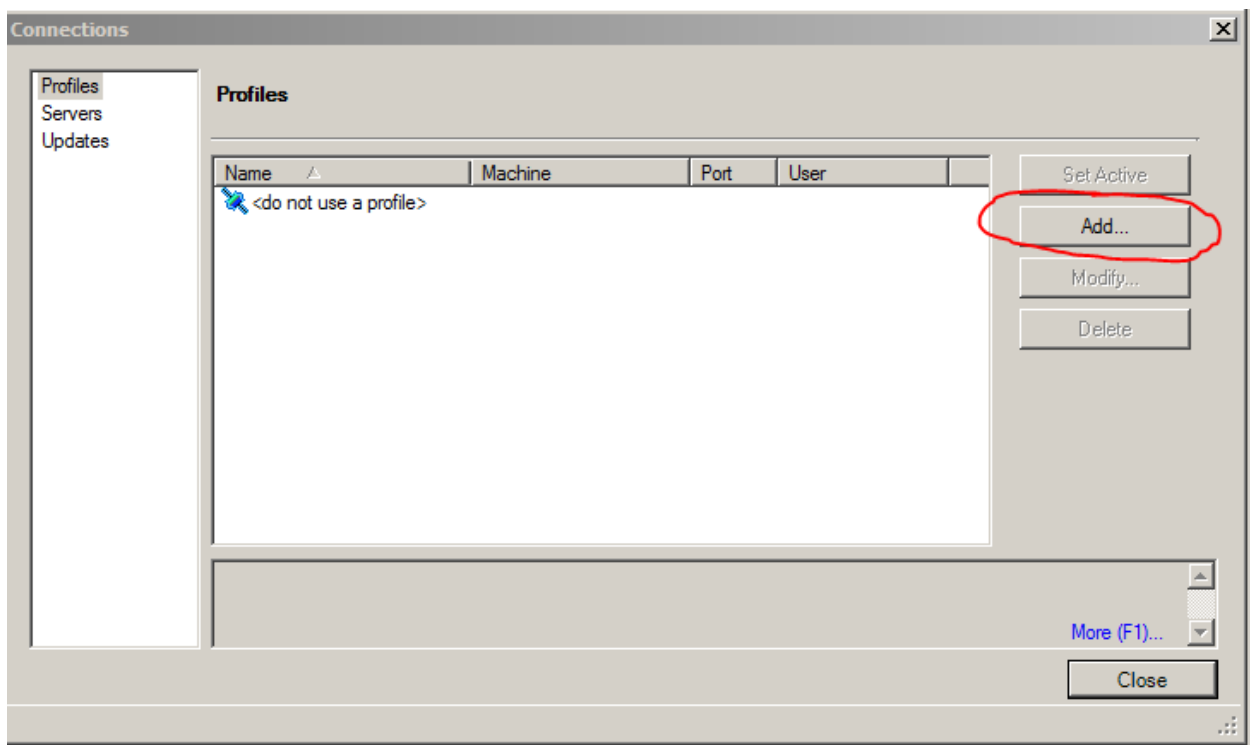 Connections
Profiles
Servers
Updates
Profiles
Name Machine Port User
<do not use a profile>
Set Active
Add...
Modify...
Delete
More (F1)...
Close